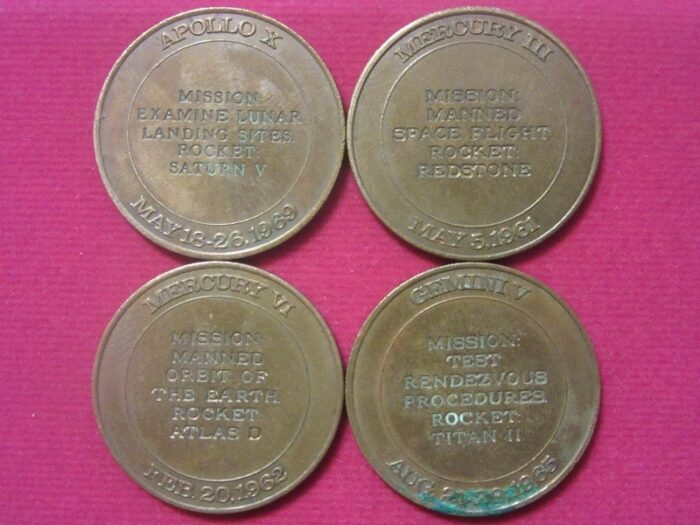 APOLLO X
MISSION:
EXAMINE LUNAR
LANDING SITES
ROCKET:
SATURN V
MAY 18-26, 1969
MERCURY III
MISSION:
MANNED
SPACE FLIGHT
ROCKET:
REDSTONE
MAY 5, 1961
MERCURY VI
MISSION:
MANNED
ORBIT OF
THE EARTH
ROCKET:
ATLAS D
FEB. 20, 1962
GEMINI V
MISSION:
TEST
RENDEZVOUS
PROCEDURES
ROCKET:
TITAN II
AUG. 1965